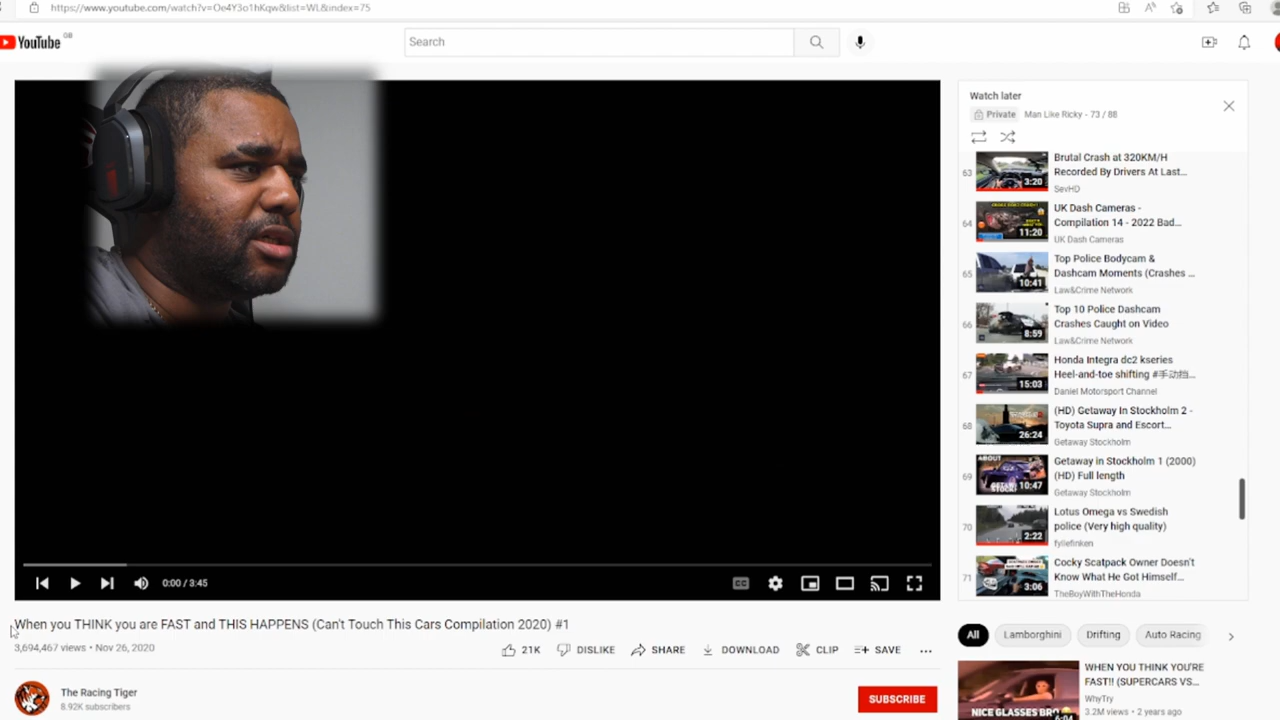 https://www.youtube.com/watch?v=Oe4Y3o1hKqw&list=WL&index=75
YouTube GB
Search
Watch later
Private Man Like Ricky - 73 / 88
63
3:20
Brutal Crash at 320KM/H
Recorded By Drivers At Last...
SevHD
64
11:20
UK Dash Cameras -
Compilation 14 - 2022 Bad...
UK Dash Cameras
65
10:41
Top Police Bodycam &
Dashcam Moments (Crashes ...
Law&Crime Network
66
8:59
Top 10 Police Dashcam
Crashes Caught on Video
Law&Crime Network
67
15:03
Honda Integra dc2 kseries
Heel-and-toe shifting #手动挡...
Daniel Motorsport Channel
68
26:24
(HD) Getaway In Stockholm 2 -
Toyota Supra and Escort...
Getaway Stockholm
69
ABOUT
10:47
Getaway in Stockholm 1 (2000)
(HD) Full length
Getaway Stockholm
70
2:22
Lotus Omega vs Swedish
police (Very high quality)
fyllefinken
71
3:06
Cocky Scatpack Owner Doesn't
Know What He Got Himself...
TheBoyWithTheHonda
0:00 / 3:45
CC
When you THINK you are FAST and THIS HAPPENS (Can't Touch This Cars Compilation 2020) #1
3,694,467 views • Nov 26, 2020
21K DISLIKE SHARE DOWNLOAD CLIP SAVE ...
The Racing Tiger
8.92K subscribers
SUBSCRIBE
All Lamborghini Drifting Auto Racing
NICE GLASSES BRO
6:04
WHEN YOU THINK YOU'RE
FAST!! (SUPERCARS VS...
WhyTry
3.2M views • 2 years ago